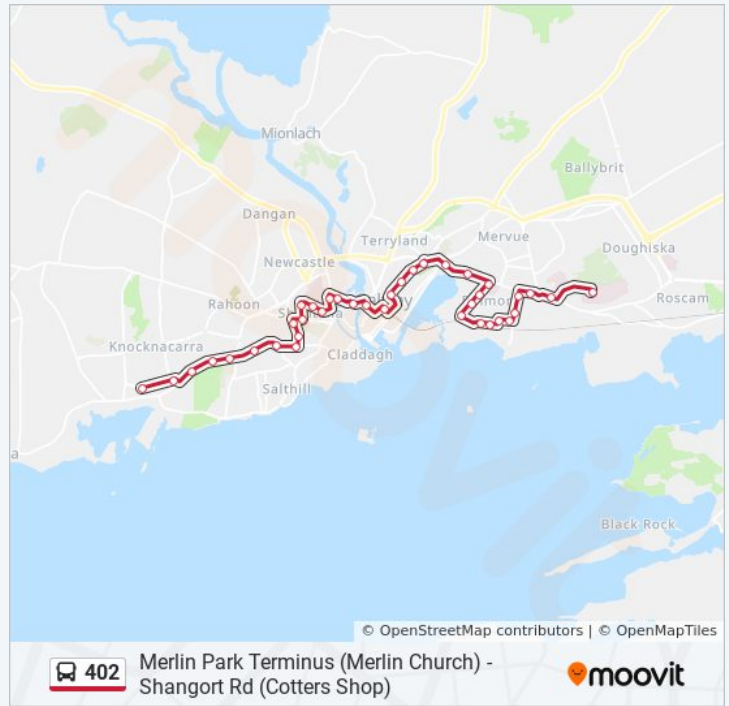 Mionlach
Ballybrit
Dangan
Terryland
Mervue
Doughiska
Newcastle
Rahoon
Roscam
Knocknacarra
Claddagh
Salthill
a
Black Rock
© OpenStreetMap contributors | © OpenMapTiles
402
Merlin Park Terminus (Merlin Church) -
Shangort Rd (Cotters Shop)
moovit